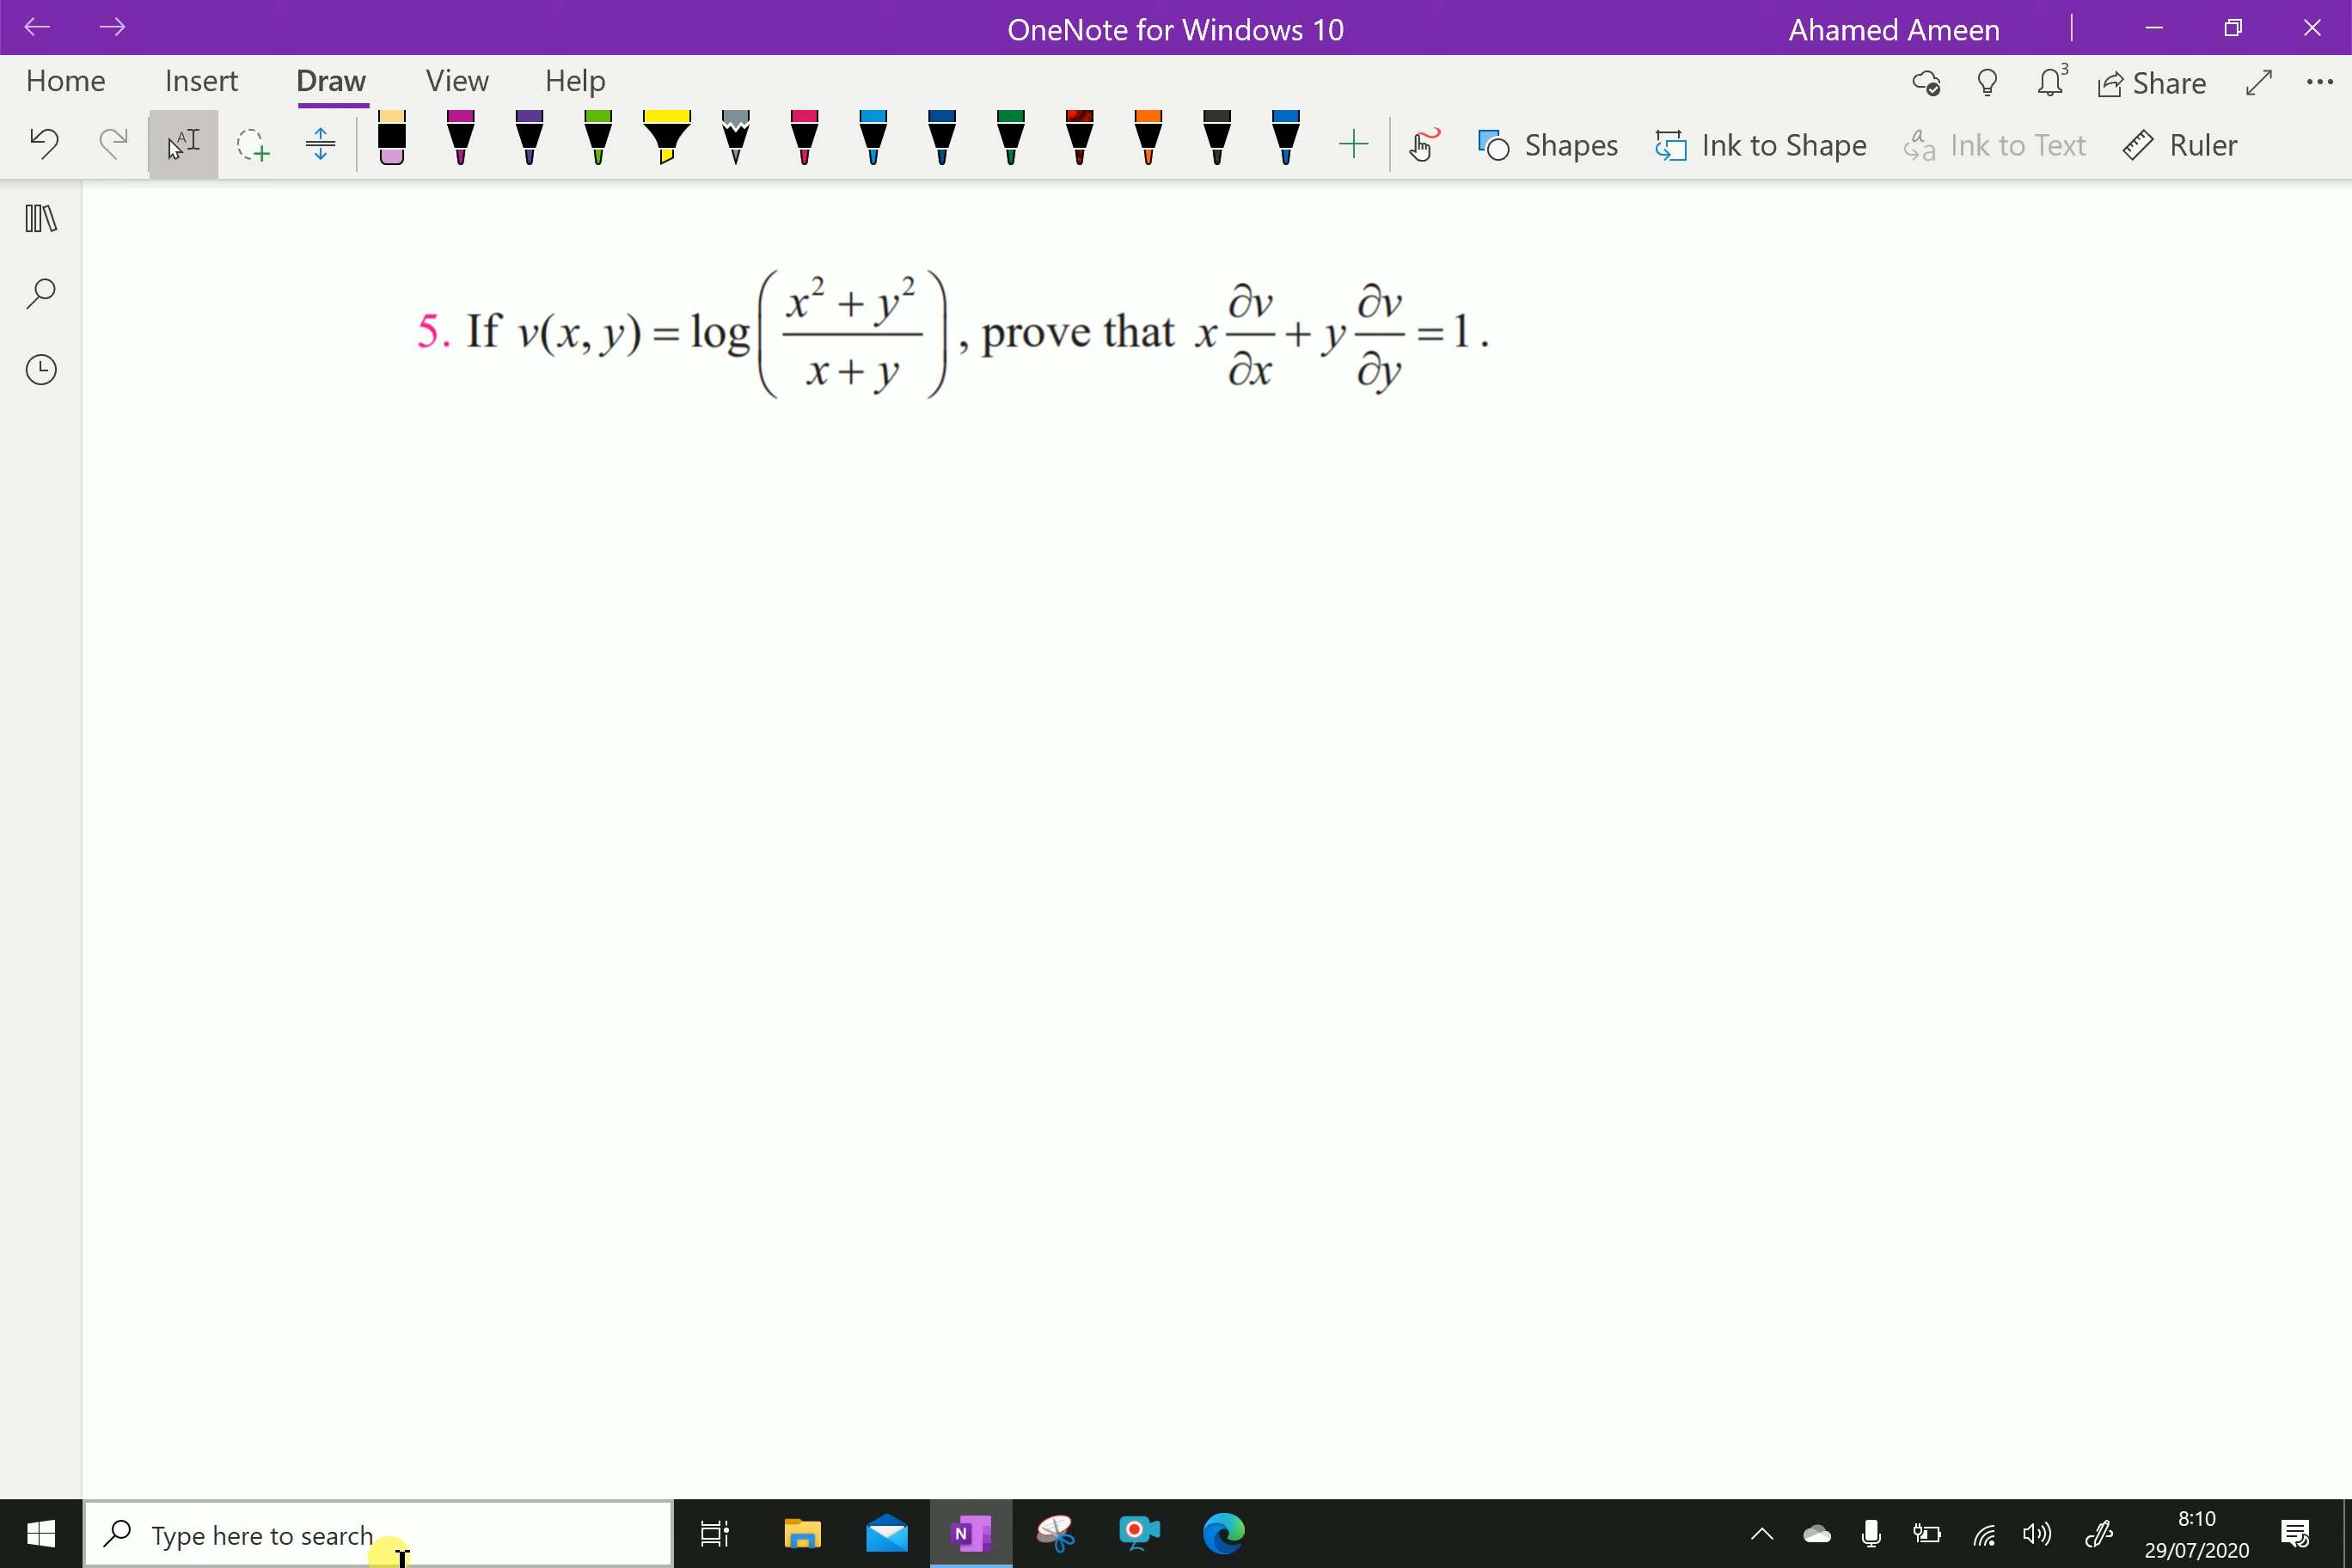 OneNote for Windows 10
Ahamed Ameen
Home Insert Draw View Help
3
Share
Shapes
Ink to Shape
Ink to Text
Ruler
5. If v(x, y) = log( (x² + y²) / (x + y) ), prove that x ∂v/∂x + y ∂v/∂y = 1.
Type here to search
N
8:10
29/07/2020